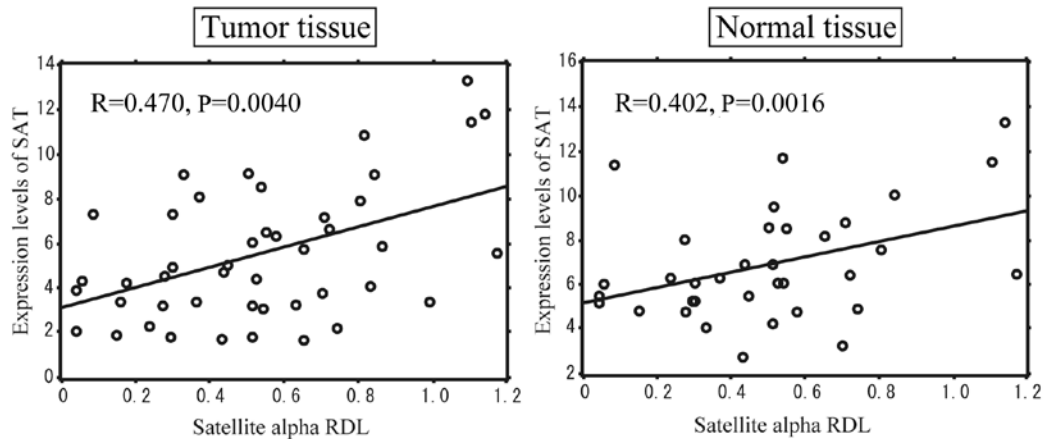 Tumor tissue
Expression levels of SAT
14
12
10
8
6
4
2
0
R=0.470, P=0.0040
0 0.2 0.4 0.6 0.8 1.0 1.2
Satellite alpha RDL
Normal tissue
Expression levels of SAT
16
14
12
10
8
6
4
2
R=0.402, P=0.0016
0 0.2 0.4 0.6 0.8 1.0 1.2
Satellite alpha RDL